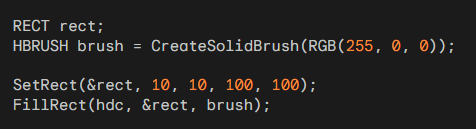 RECT rect;
HBRUSH brush = CreateSolidBrush(RGB(255, 0, 0));
SetRect(&rect, 10, 10, 100, 100);
FillRect(hdc, &rect, brush);